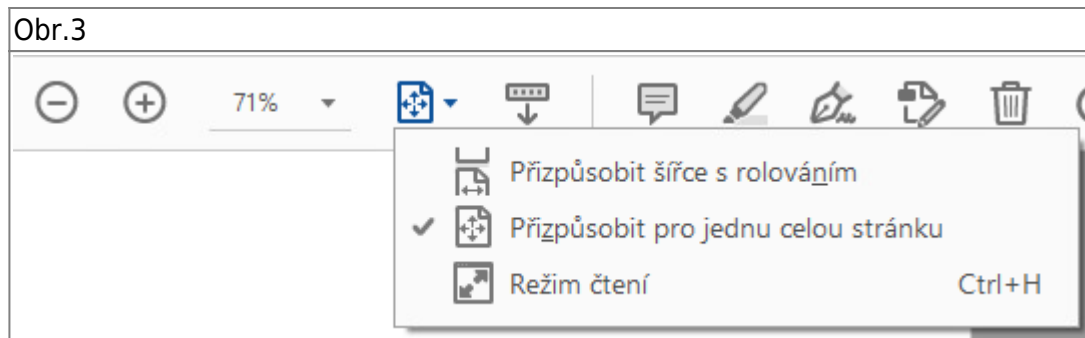 Obr.3
71%
Přizpůsobit šířce s rolováním
Přizpůsobit pro jednu celou stránku
Režim čtení Ctrl+H